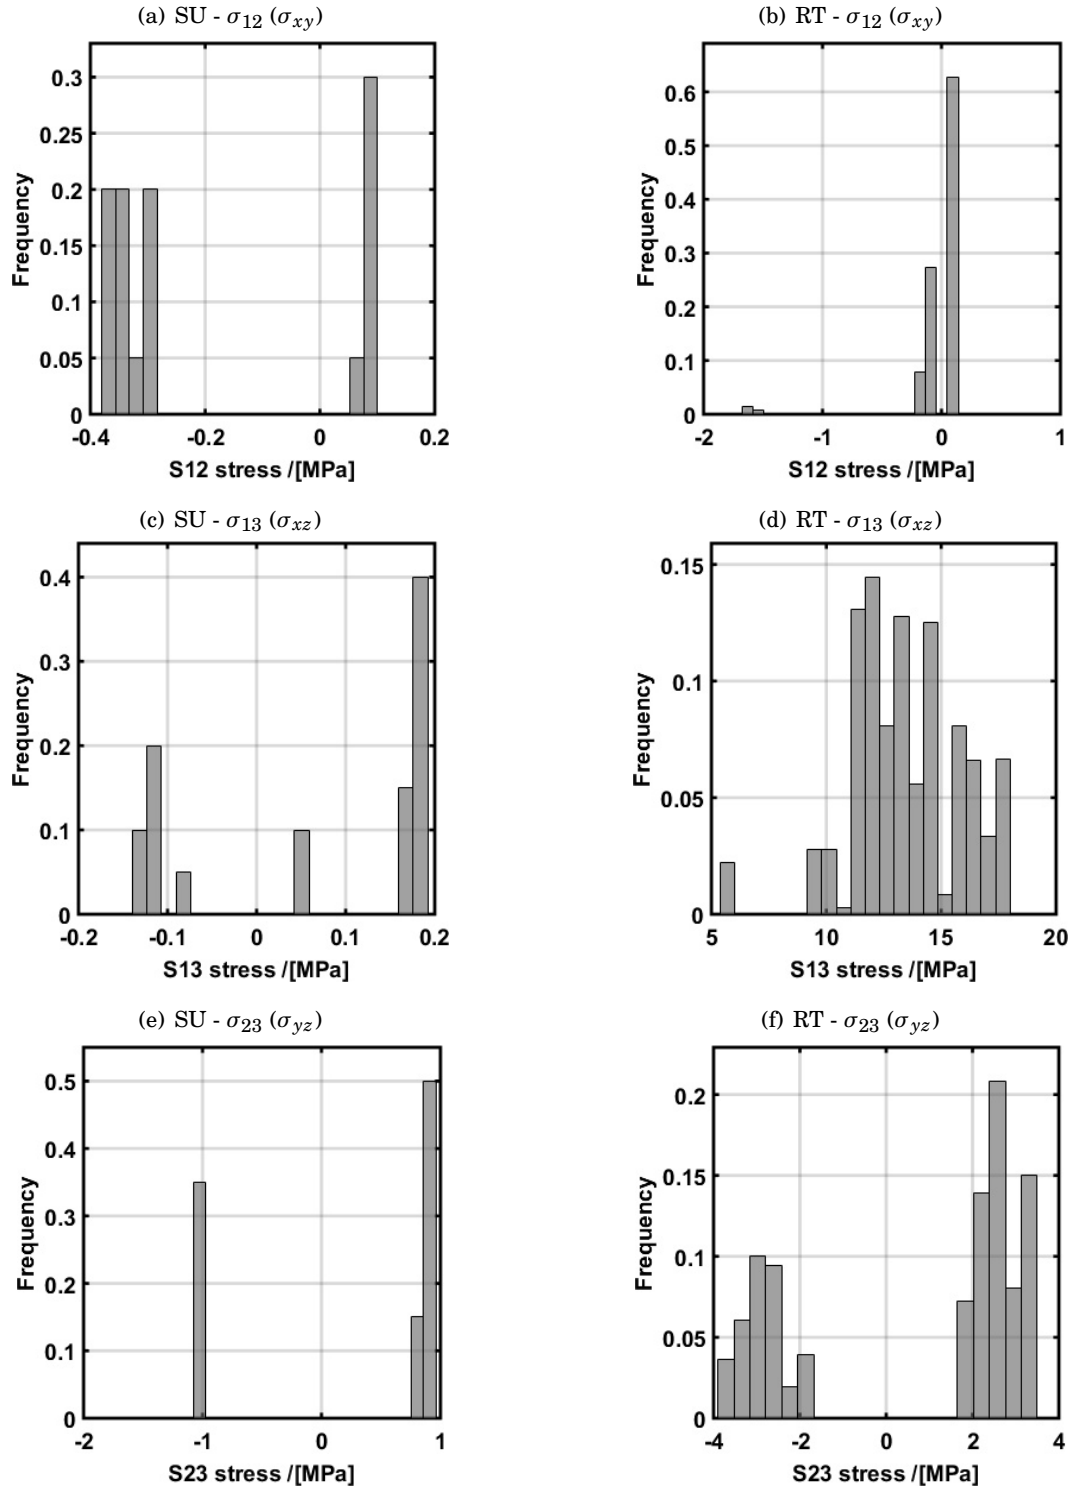 (a) SU - σ12 (σxy)
0.3
0.25
0.2
0.15
0.1
0.05
0
Frequency
-0.4 -0.2 0 0.2
S12 stress /[MPa]
(b) RT - σ12 (σxy)
0.6
0.5
0.4
0.3
0.2
0.1
0
Frequency
-2 -1 0 1
S12 stress /[MPa]
(c) SU - σ13 (σxz)
0.4
0.3
0.2
0.1
0
Frequency
-0.2 -0.1 0 0.1 0.2
S13 stress /[MPa]
(d) RT - σ13 (σxz)
0.15
0.1
0.05
0
Frequency
5 10 15 20
S13 stress /[MPa]
(e) SU - σ23 (σyz)
0.5
0.4
0.3
0.2
0.1
0
Frequency
-2 -1 0 1
S23 stress /[MPa]
(f) RT - σ23 (σyz)
0.2
0.15
0.1
0.05
0
Frequency
-4 -2 0 2 4
S23 stress /[MPa]